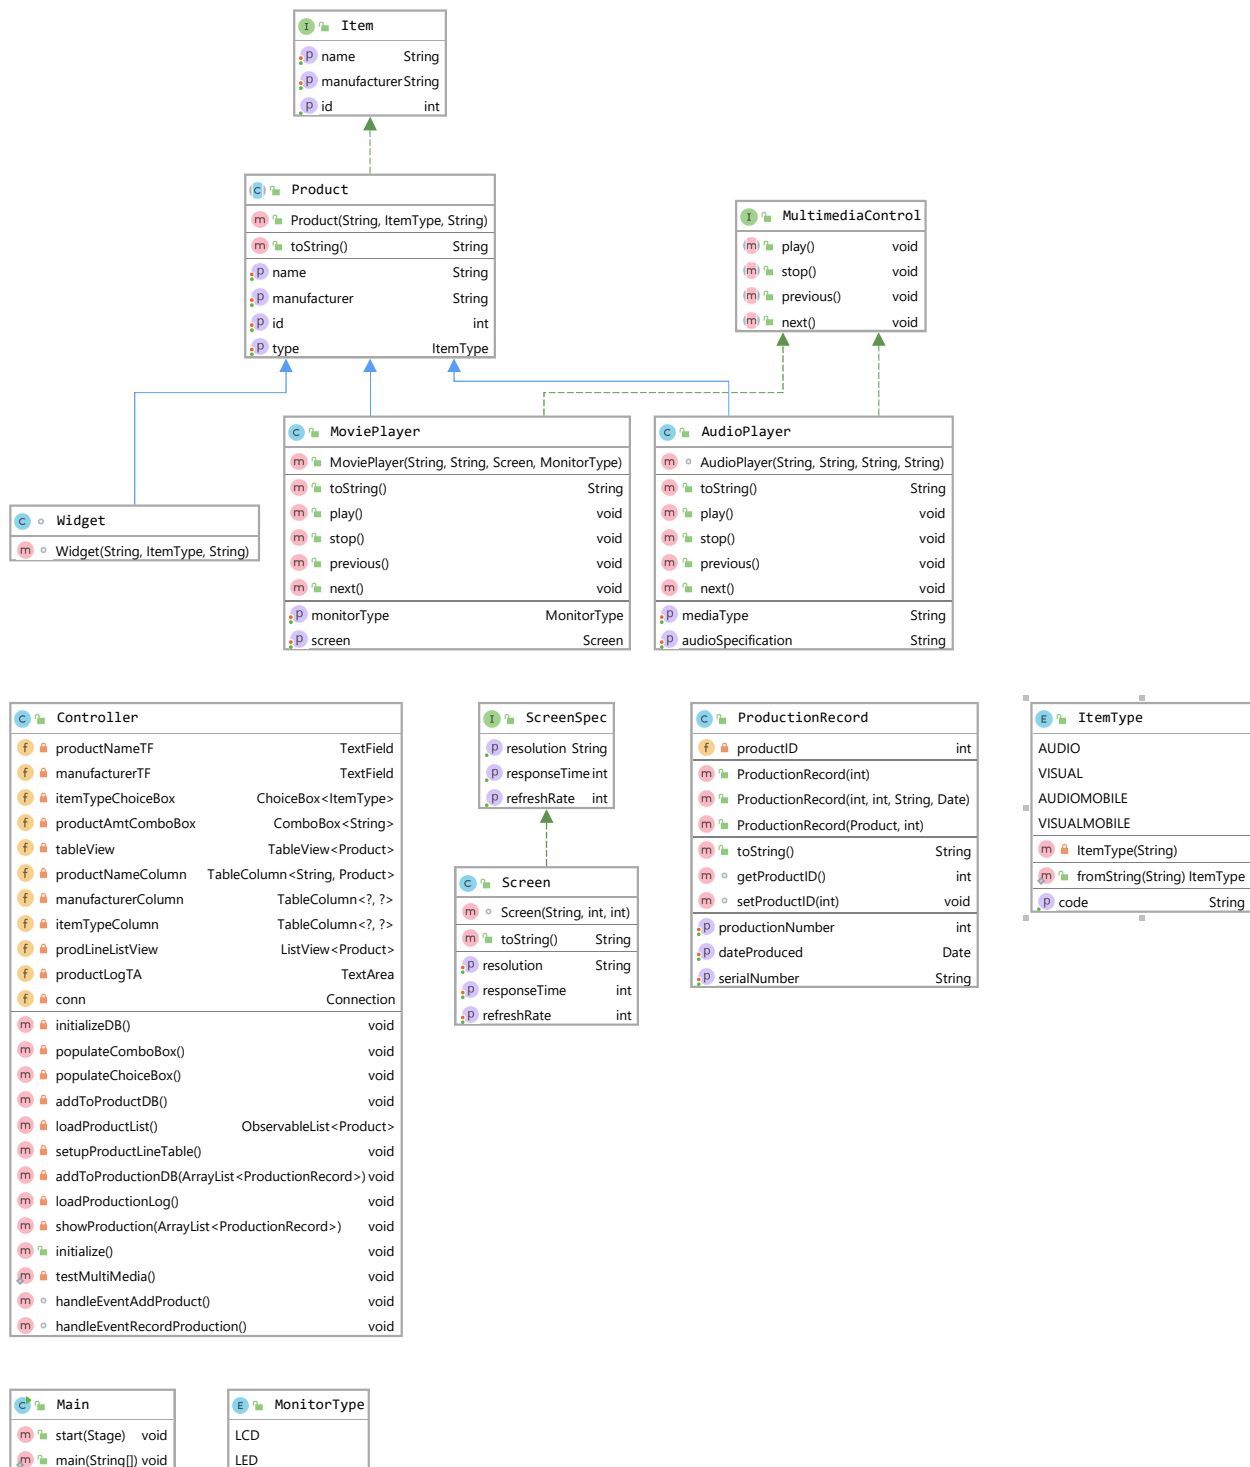 Item
name String
manufacturer String
id int
Product
Product(String, ItemType, String)
toString() String
name String
manufacturer String
id int
type ItemType
MultimediaControl
play() void
stop() void
previous() void
next() void
Widget
Widget(String, ItemType, String)
MoviePlayer
MoviePlayer(String, String, Screen, MonitorType)
toString() String
play() void
stop() void
previous() void
next() void
monitorType MonitorType
screen Screen
AudioPlayer
AudioPlayer(String, String, String, String)
toString() String
play() void
stop() void
previous() void
next() void
mediaType String
audioSpecification String
Controller
productNameTF TextField
manufacturerTF TextField
itemTypeChoiceBox ChoiceBox<ItemType>
productAmtComboBox ComboBox<String>
tableView TableView<Product>
productNameColumn TableColumn<String, Product>
manufacturerColumn TableColumn<?, ?>
itemTypeColumn TableColumn<?, ?>
prodLineListView ListView<Product>
productLogTA TextArea
conn Connection
initializeDB() void
populateComboBox() void
populateChoiceBox() void
addToProductDB() void
loadProductList() ObservableList<Product>
setupProductLineTable() void
addToProductionDB(ArrayList<ProductionRecord>) void
loadProductionLog() void
showProduction(ArrayList<ProductionRecord>) void
initialize() void
testMultiMedia() void
handleEventAddProduct() void
handleEventRecordProduction() void
ScreenSpec
resolution String
responseTime int
refreshRate int
Screen
Screen(String, int, int)
toString() String
resolution String
responseTime int
refreshRate int
ProductionRecord
productID int
ProductionRecord(int)
ProductionRecord(int, int, String, Date)
ProductionRecord(Product, int)
toString() String
getProductID() int
setProductID(int) void
productionNumber int
dateProduced Date
serialNumber String
ItemType
AUDIO
VISUAL
AUDIOMOBILE
VISUALMOBILE
ItemType(String)
fromString(String) ItemType
code String
Main
start(Stage) void
main(String[]) void
MonitorType
LCD
LED